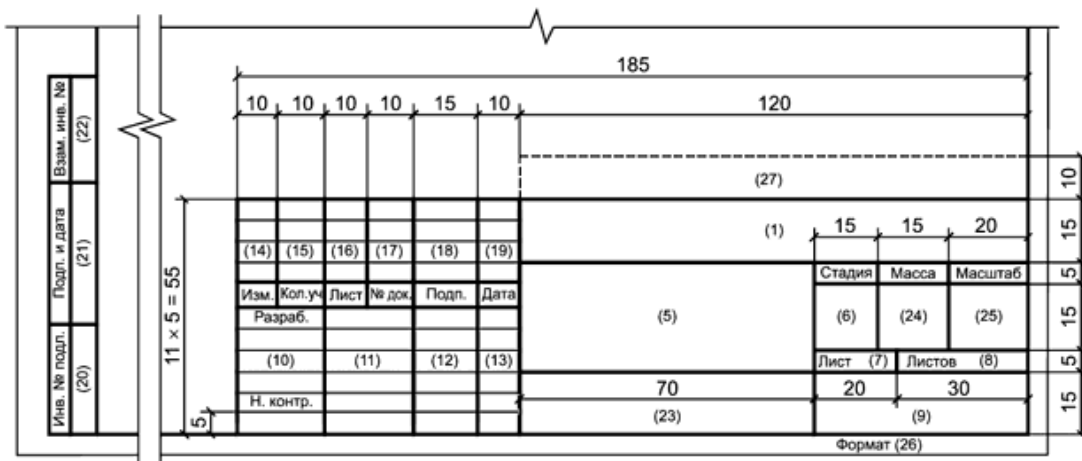 185
10 10 10 10 15 10 120
(27)
10
(1)
15 15 20
15
(14) (15) (16) (17) (18) (19)
Стадия Масса Масштаб
5
Изм. Кол.уч Лист № док. Подп. Дата
Разраб.
(5)
(6) (24) (25)
15
(10) (11) (12) (13)
Лист (7) Листов (8)
5
Н. контр.
70 20 30
(23) (9)
15
5
11 × 5 = 55
Формат (26)
Взам. инв. №
(22)
Подп. и дата
(21)
Инв. № подл.
(20)